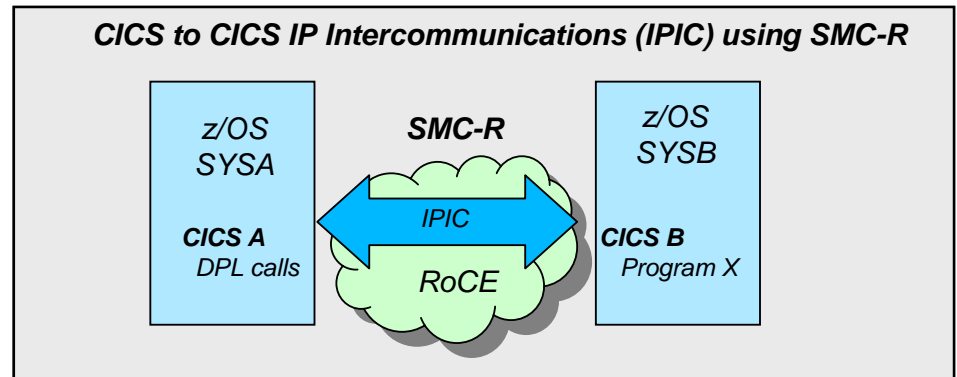 CICS to CICS IP Intercommunications (IPIC) using SMC-R
z/OS
SYSA
CICS A
DPL calls
SMC-R
IPIC
RoCE
z/OS
SYSB
CICS B
Program X